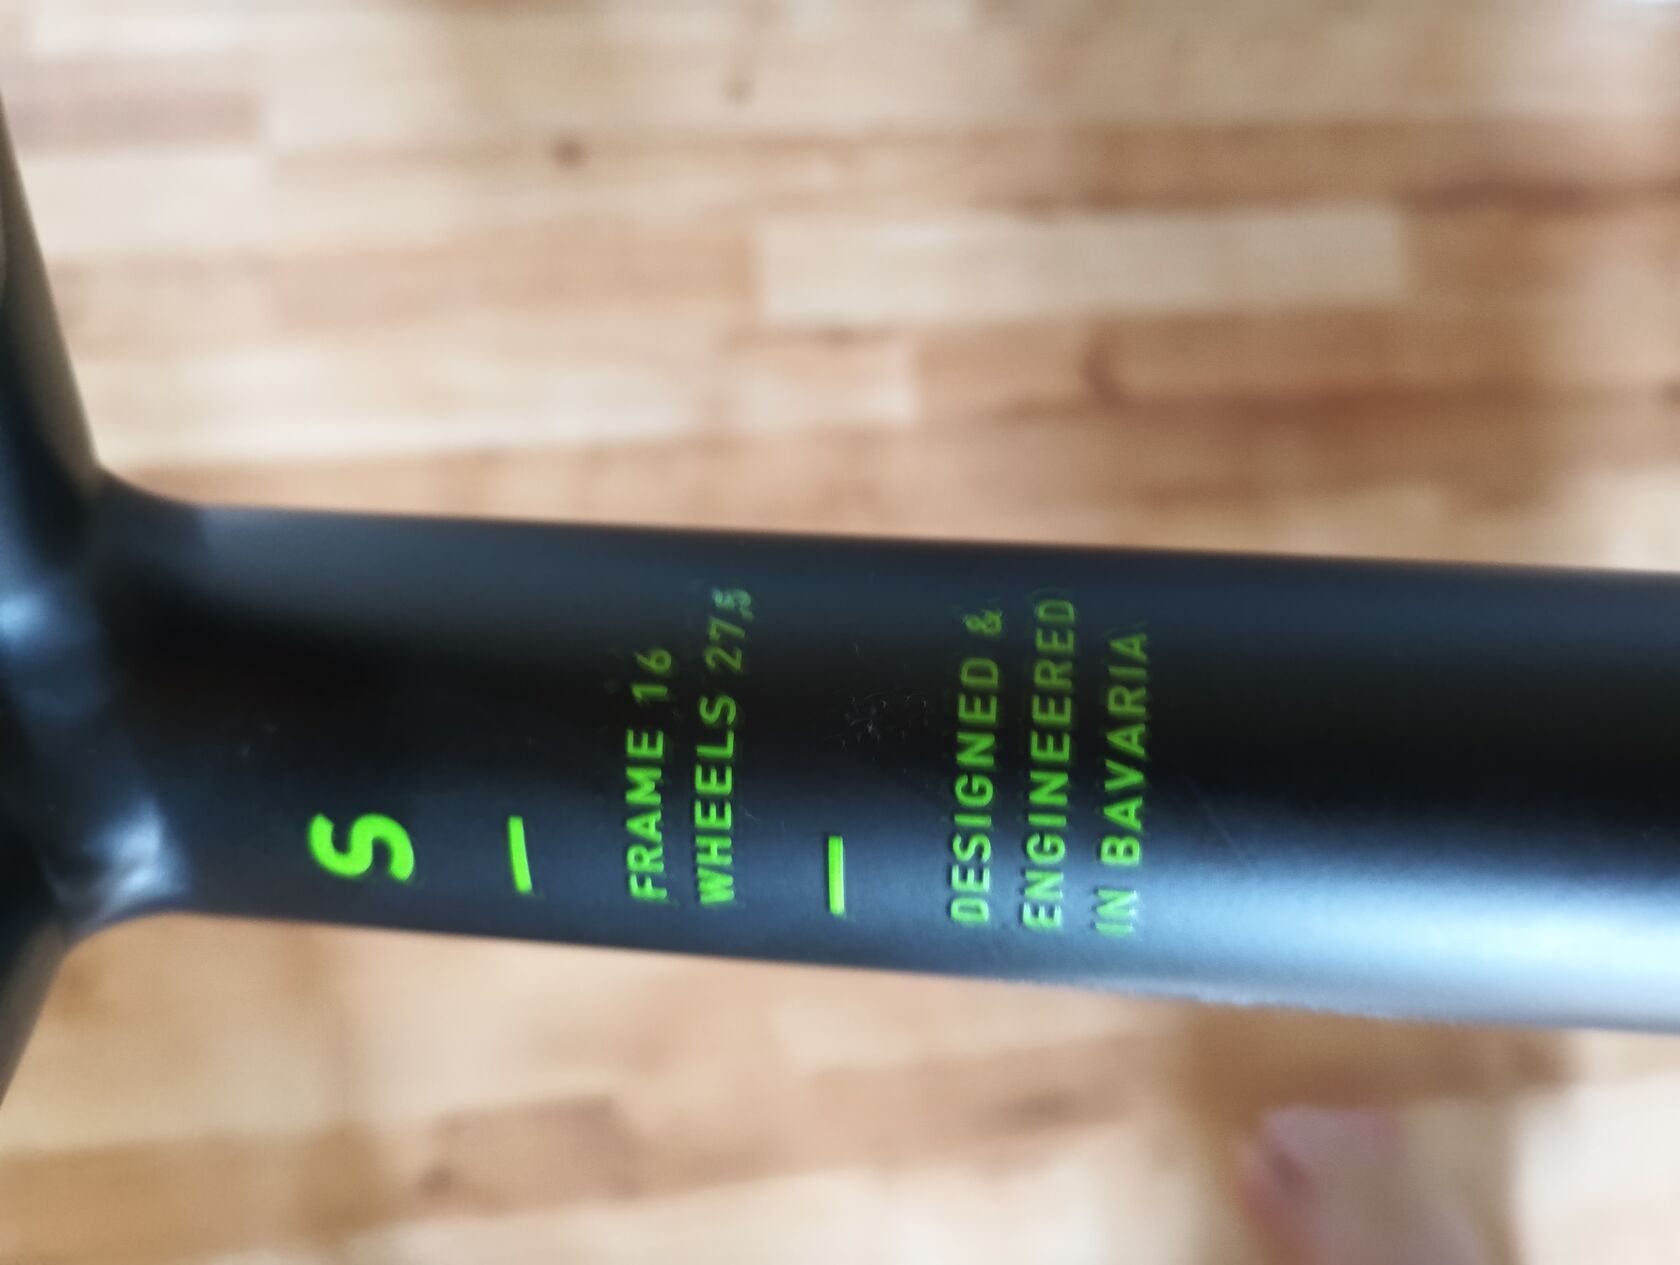 S
FRAME 16
WHEELS 27,5
DESIGNED &
ENGINEERED
IN BAVARIA